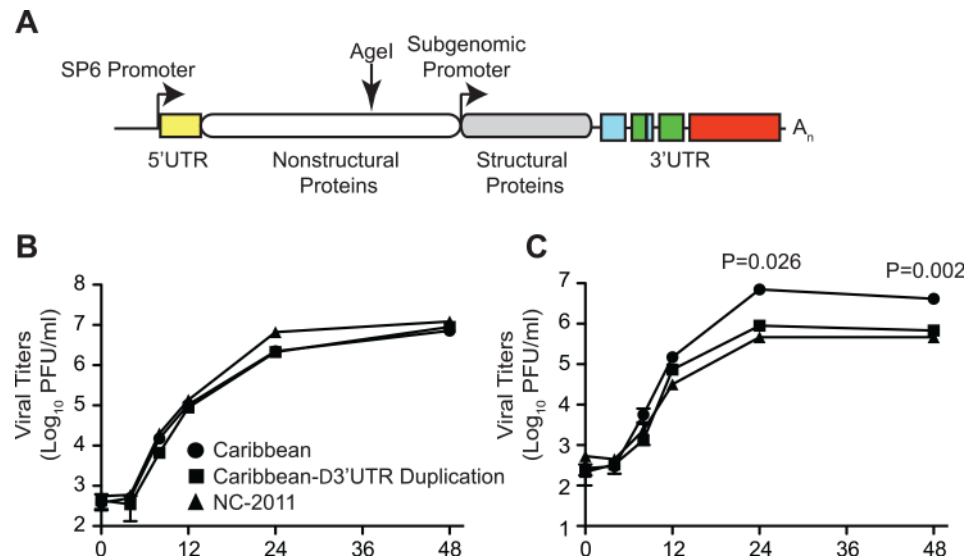 A
SP6 Promoter
AgeI
Subgenomic
Promoter
5'UTR
Nonstructural
Proteins
Structural
Proteins
3'UTR
An
B
Viral Titers
(Log10 PFU/ml)
8
7
6
5
4
3
2
0
12
24
36
48
Caribbean
Caribbean-D3'UTR Duplication
NC-2011
C
P=0.026
P=0.002
Viral Titers
(Log10 PFU/ml)
7
6
5
4
3
2
1
0
12
24
36
48